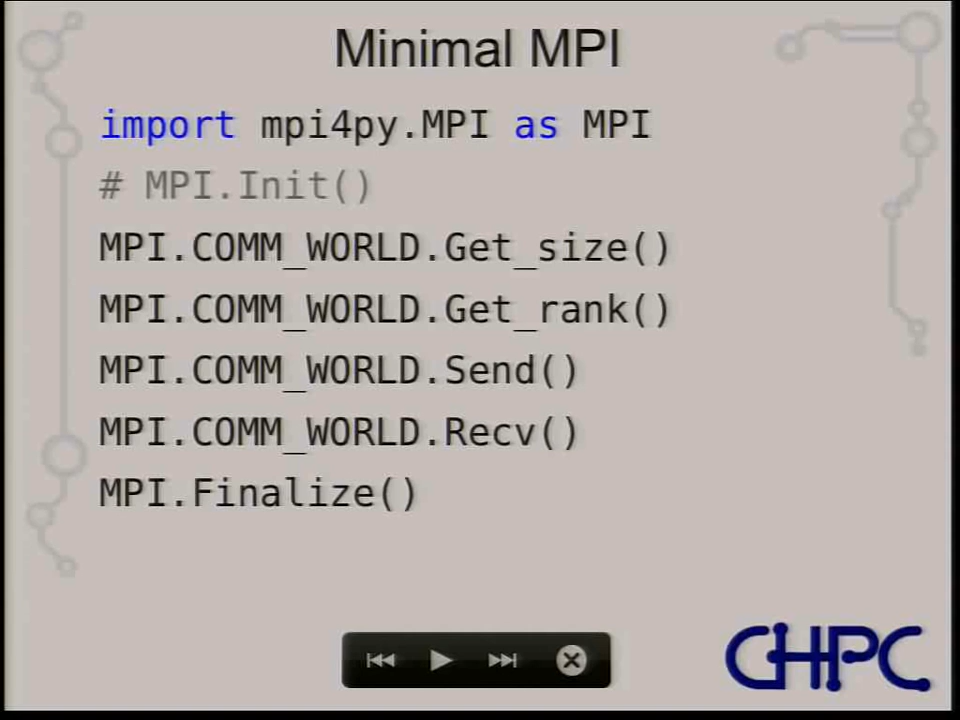 Minimal MPI
import mpi4py.MPI as MPI
# MPI.Init()
MPI.COMM_WORLD.Get_size()
MPI.COMM_WORLD.Get_rank()
MPI.COMM_WORLD.Send()
MPI.COMM_WORLD.Recv()
MPI.Finalize()
CHPC